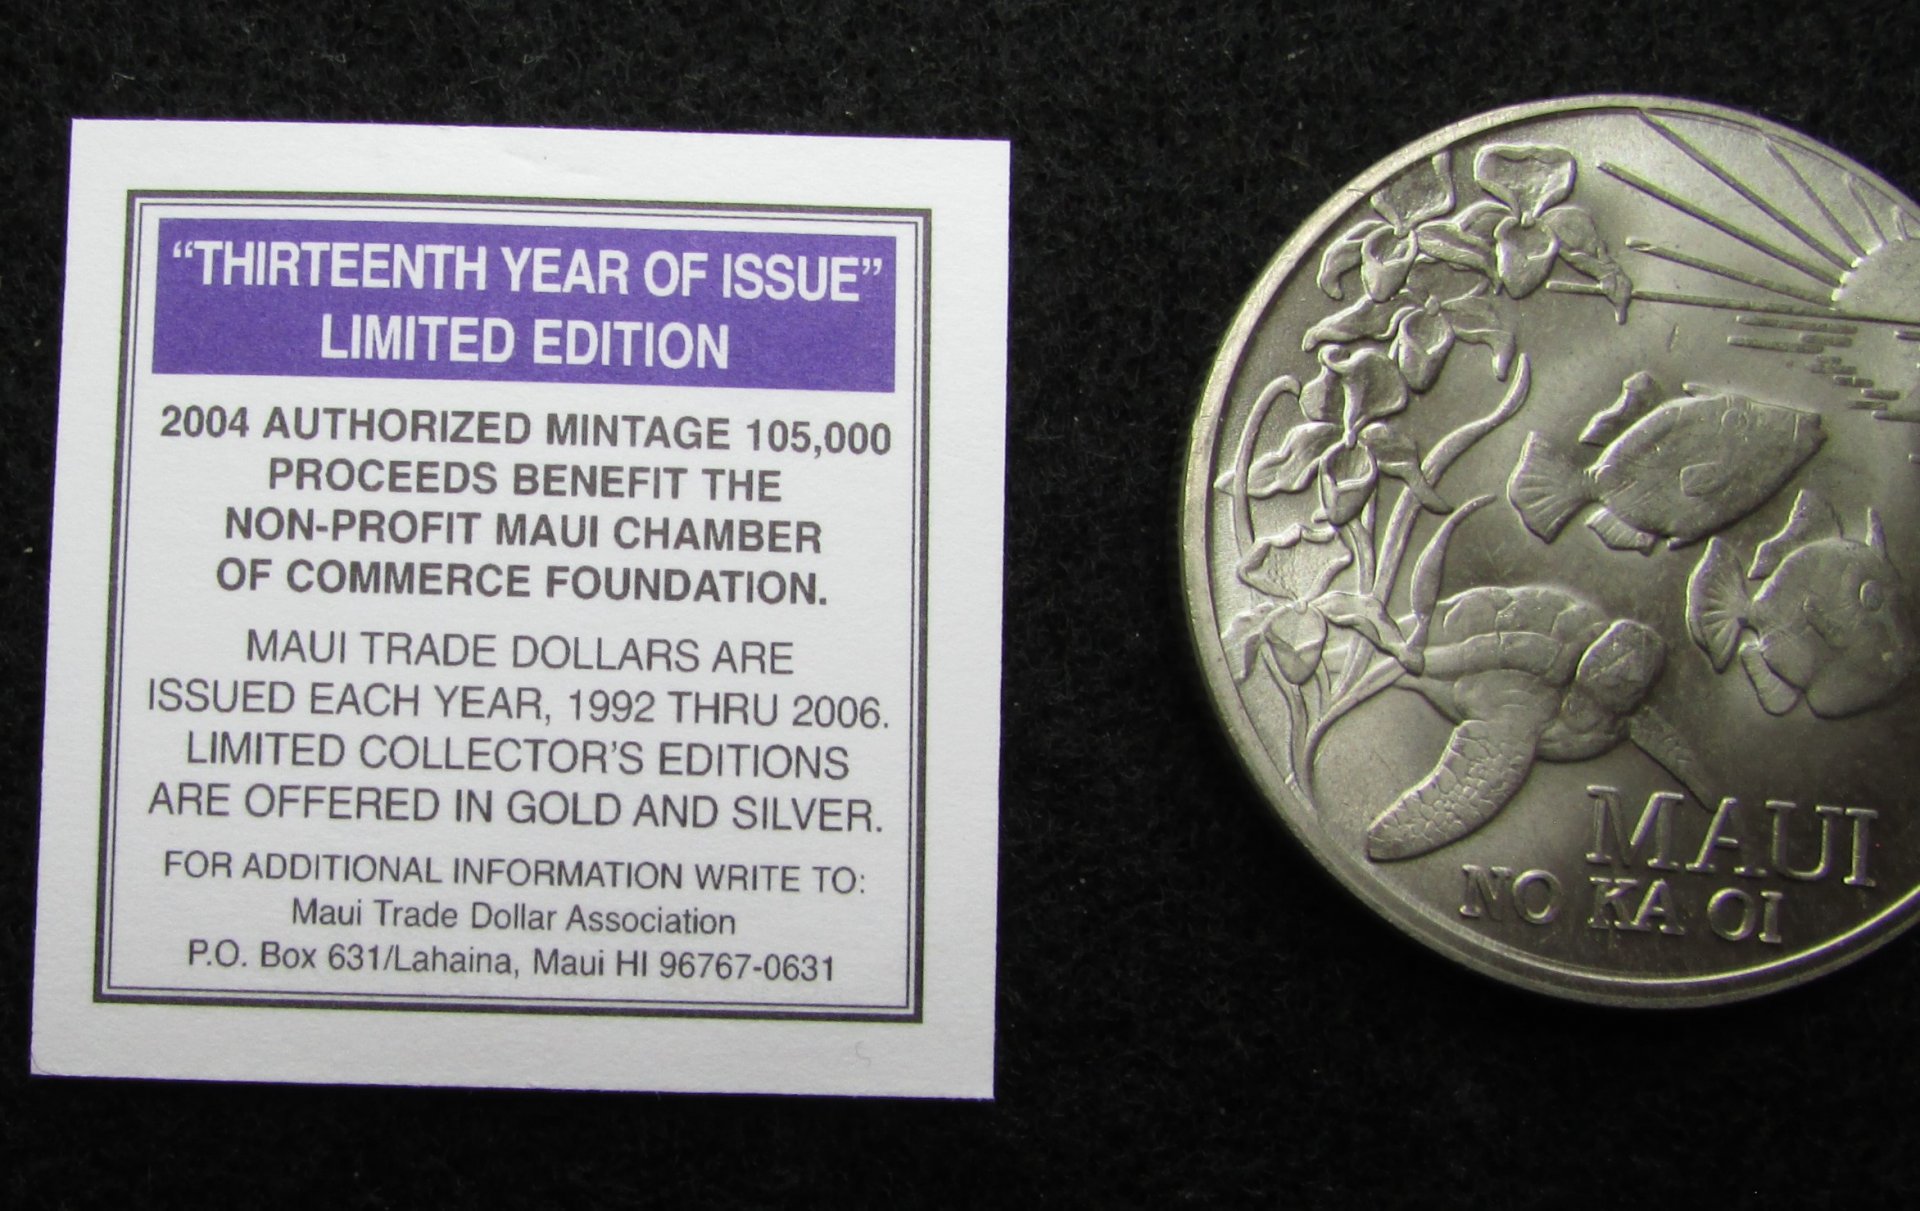 “THIRTEENTH YEAR OF ISSUE”
LIMITED EDITION
2004 AUTHORIZED MINTAGE 105,000
PROCEEDS BENEFIT THE
NON-PROFIT MAUI CHAMBER
OF COMMERCE FOUNDATION.
MAUI TRADE DOLLARS ARE
ISSUED EACH YEAR, 1992 THRU 2006.
LIMITED COLLECTOR’S EDITIONS
ARE OFFERED IN GOLD AND SILVER.
FOR ADDITIONAL INFORMATION WRITE TO:
Maui Trade Dollar Association
P.O. Box 631/Lahaina, Maui HI 96767-0631
MAUI
NO KA OI